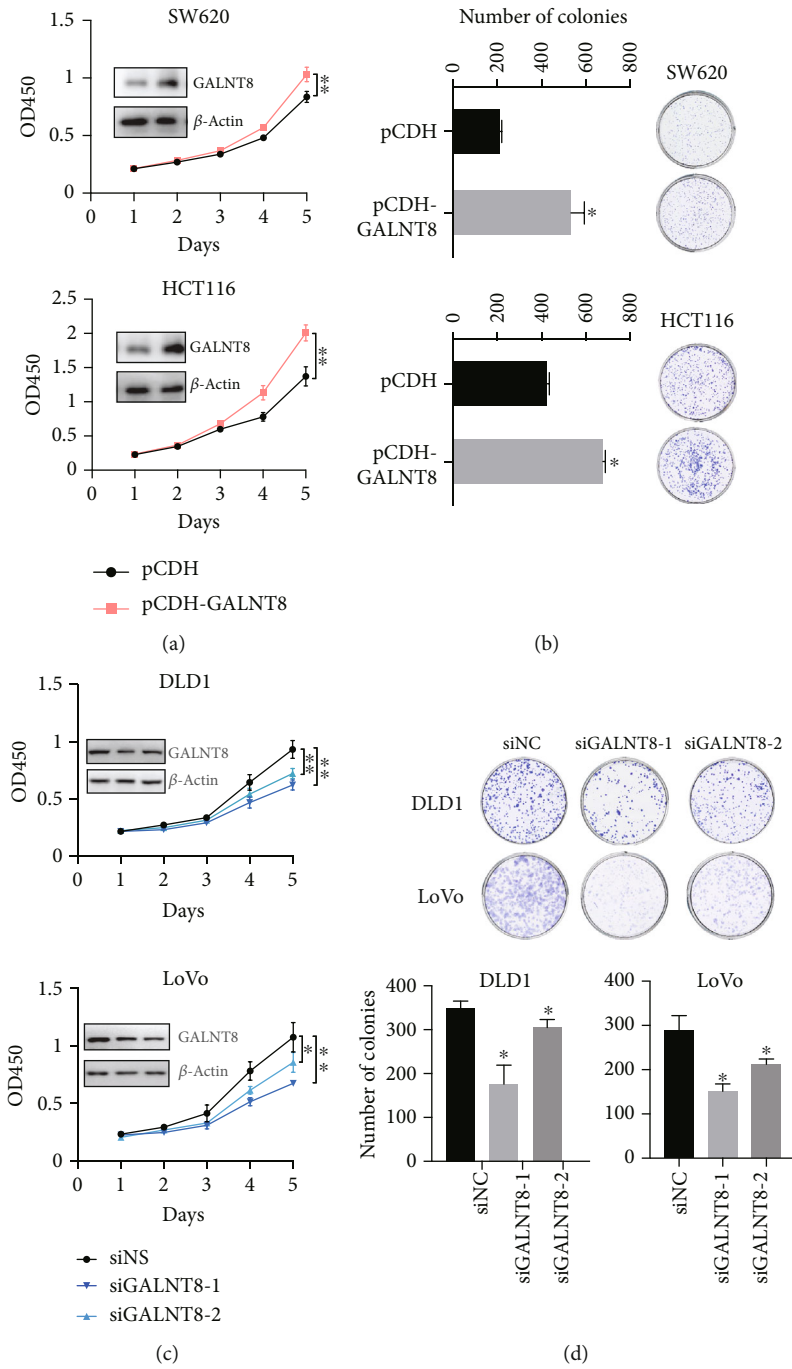 SW620
1.5
1
0.5
0
OD450
GALNT8
β-Actin
**
0 1 2 3 4 5
Days
HCT116
2.5
2
1.5
1
0.5
0
OD450
GALNT8
β-Actin
**
0 1 2 3 4 5
Days
pCDH
pCDH-GALNT8
(a)
Number of colonies
0 200 400 600 800
SW620
pCDH
pCDH-
GALNT8
*
0 200 400 600 800
HCT116
pCDH
pCDH-
GALNT8
*
(b)
DLD1
1.5
1
0.5
0
OD450
GALNT8
β-Actin
** **
0 1 2 3 4 5
Days
LoVo
1.5
1
0.5
0
OD450
GALNT8
β-Actin
* **
0 1 2 3 4 5
Days
siNS
siGALNT8-1
siGALNT8-2
(c)
siNC siGALNT8-1 siGALNT8-2
DLD1
LoVo
DLD1
400
300
200
100
0
Number of colonies
* *
siNC
siGALNT8-1
siGALNT8-2
LoVo
400
300
200
100
0
* *
siNC
siGALNT8-1
siGALNT8-2
(d)